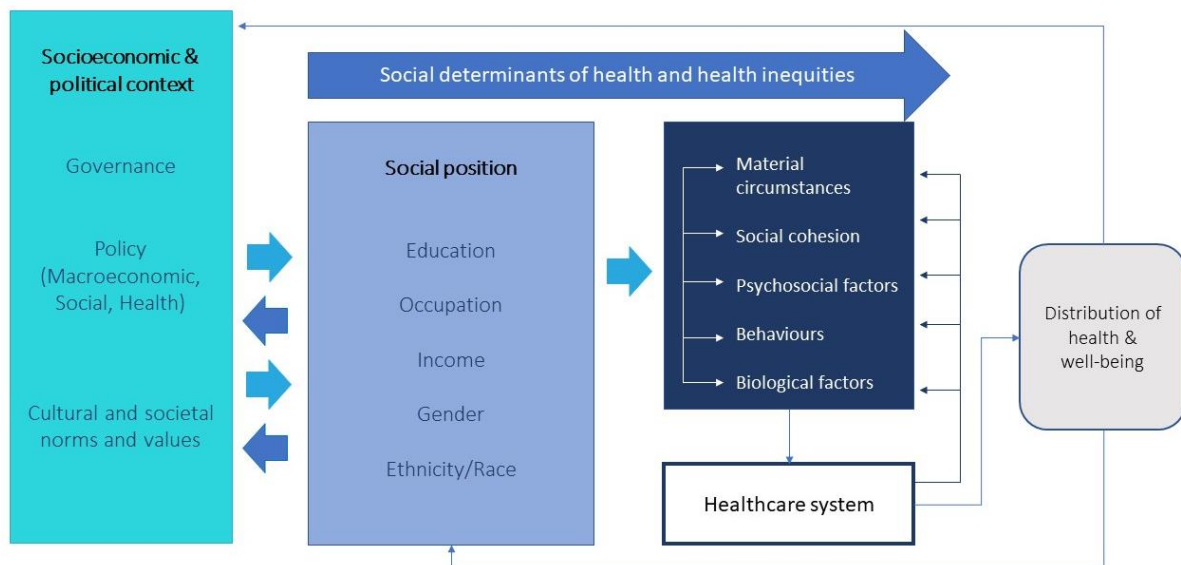 Socioeconomic &
political context
Governance
Policy
(Macroeconomic,
Social, Health)
Cultural and societal
norms and values
Social determinants of health and health inequities
Social position
Education
Occupation
Income
Gender
Ethnicity/Race
Material
circumstances
Social cohesion
Psychosocial factors
Behaviours
Biological factors
Healthcare system
Distribution of
health &
well-being